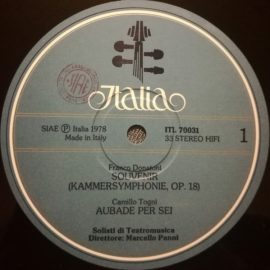 Italia
SIAE Ⓟ Italia 1978
Made in Italy
ITL 70031
33 STEREO HIFI
1
Franco Donatoni
SOUVENIR
(KAMMERSYMPHONIE, OP. 18)
Camillo Togni
AUBADE PER SEI
Solisti di Teatromusica
Direttore: Marcello Panni